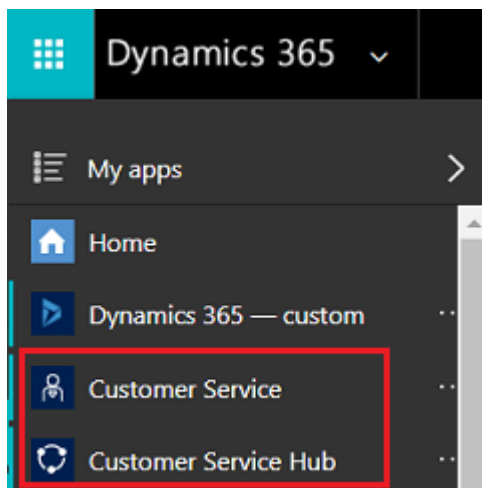 Dynamics 365
My apps
Home
Dynamics 365 — custom
Customer Service
Customer Service Hub